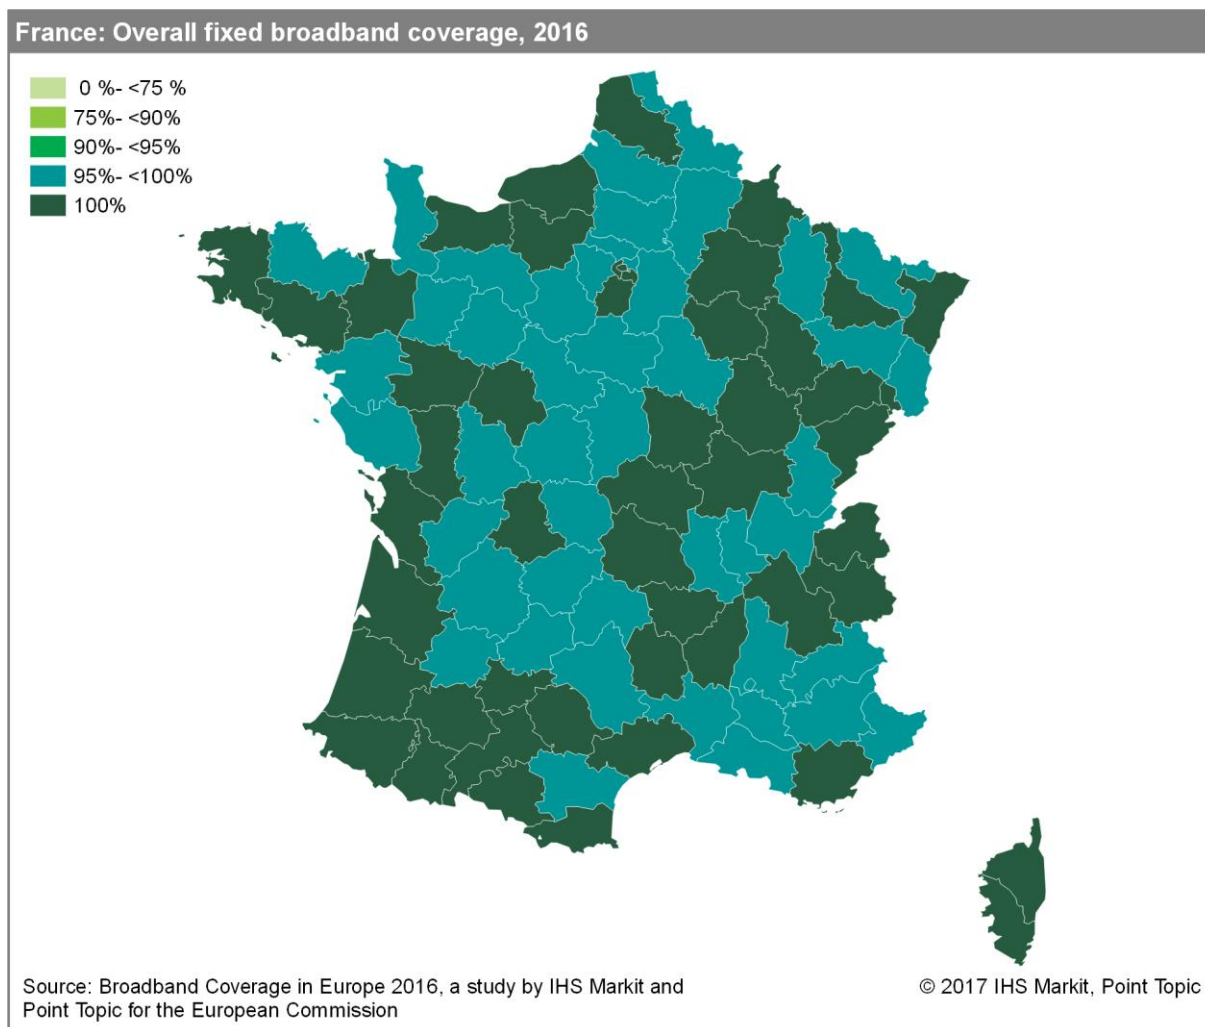 France: Overall fixed broadband coverage, 2016
0 %- <75 %
75%- <90%
90%- <95%
95%- <100%
100%
Source: Broadband Coverage in Europe 2016, a study by IHS Markit and
Point Topic for the European Commission
© 2017 IHS Markit, Point Topic